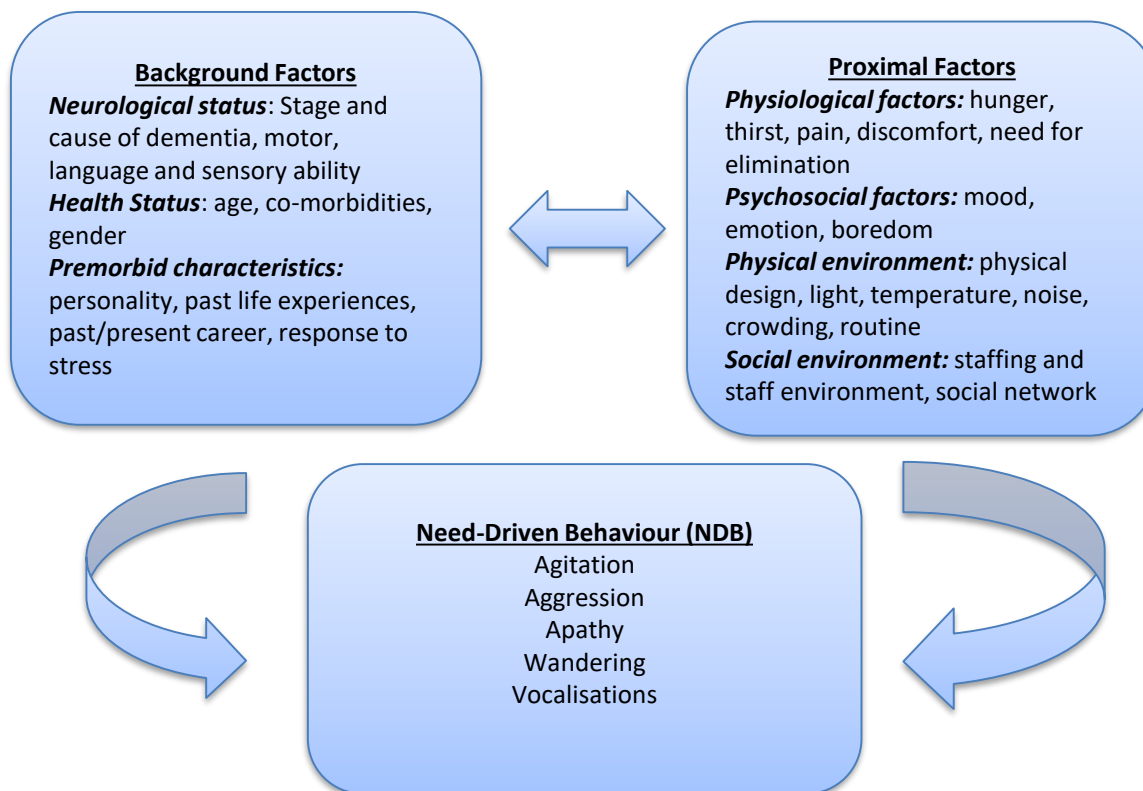 Background Factors
Neurological status: Stage and
cause of dementia, motor,
language and sensory ability
Health Status: age, co-morbidities,
gender
Premorbid characteristics:
personality, past life experiences,
past/present career, response to
stress
Proximal Factors
Physiological factors: hunger,
thirst, pain, discomfort, need for
elimination
Psychosocial factors: mood,
emotion, boredom
Physical environment: physical
design, light, temperature, noise,
crowding, routine
Social environment: staffing and
staff environment, social network
Need-Driven Behaviour (NDB)
Agitation
Aggression
Apathy
Wandering
Vocalisations